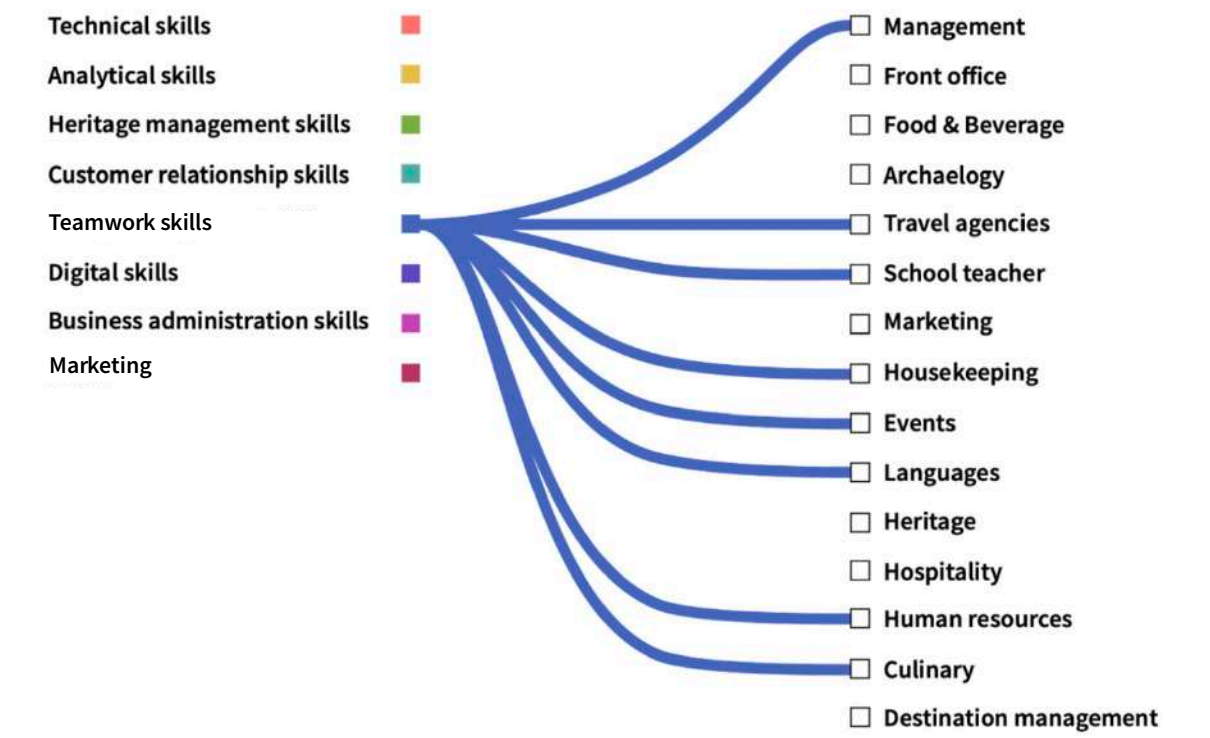 Technical skills
Analytical skills
Heritage management skills
Customer relationship skills
Teamwork skills
Digital skills
Business administration skills
Marketing
Management
Front office
Food & Beverage
Archaelogy
Travel agencies
School teacher
Marketing
Housekeeping
Events
Languages
Heritage
Hospitality
Human resources
Culinary
Destination management